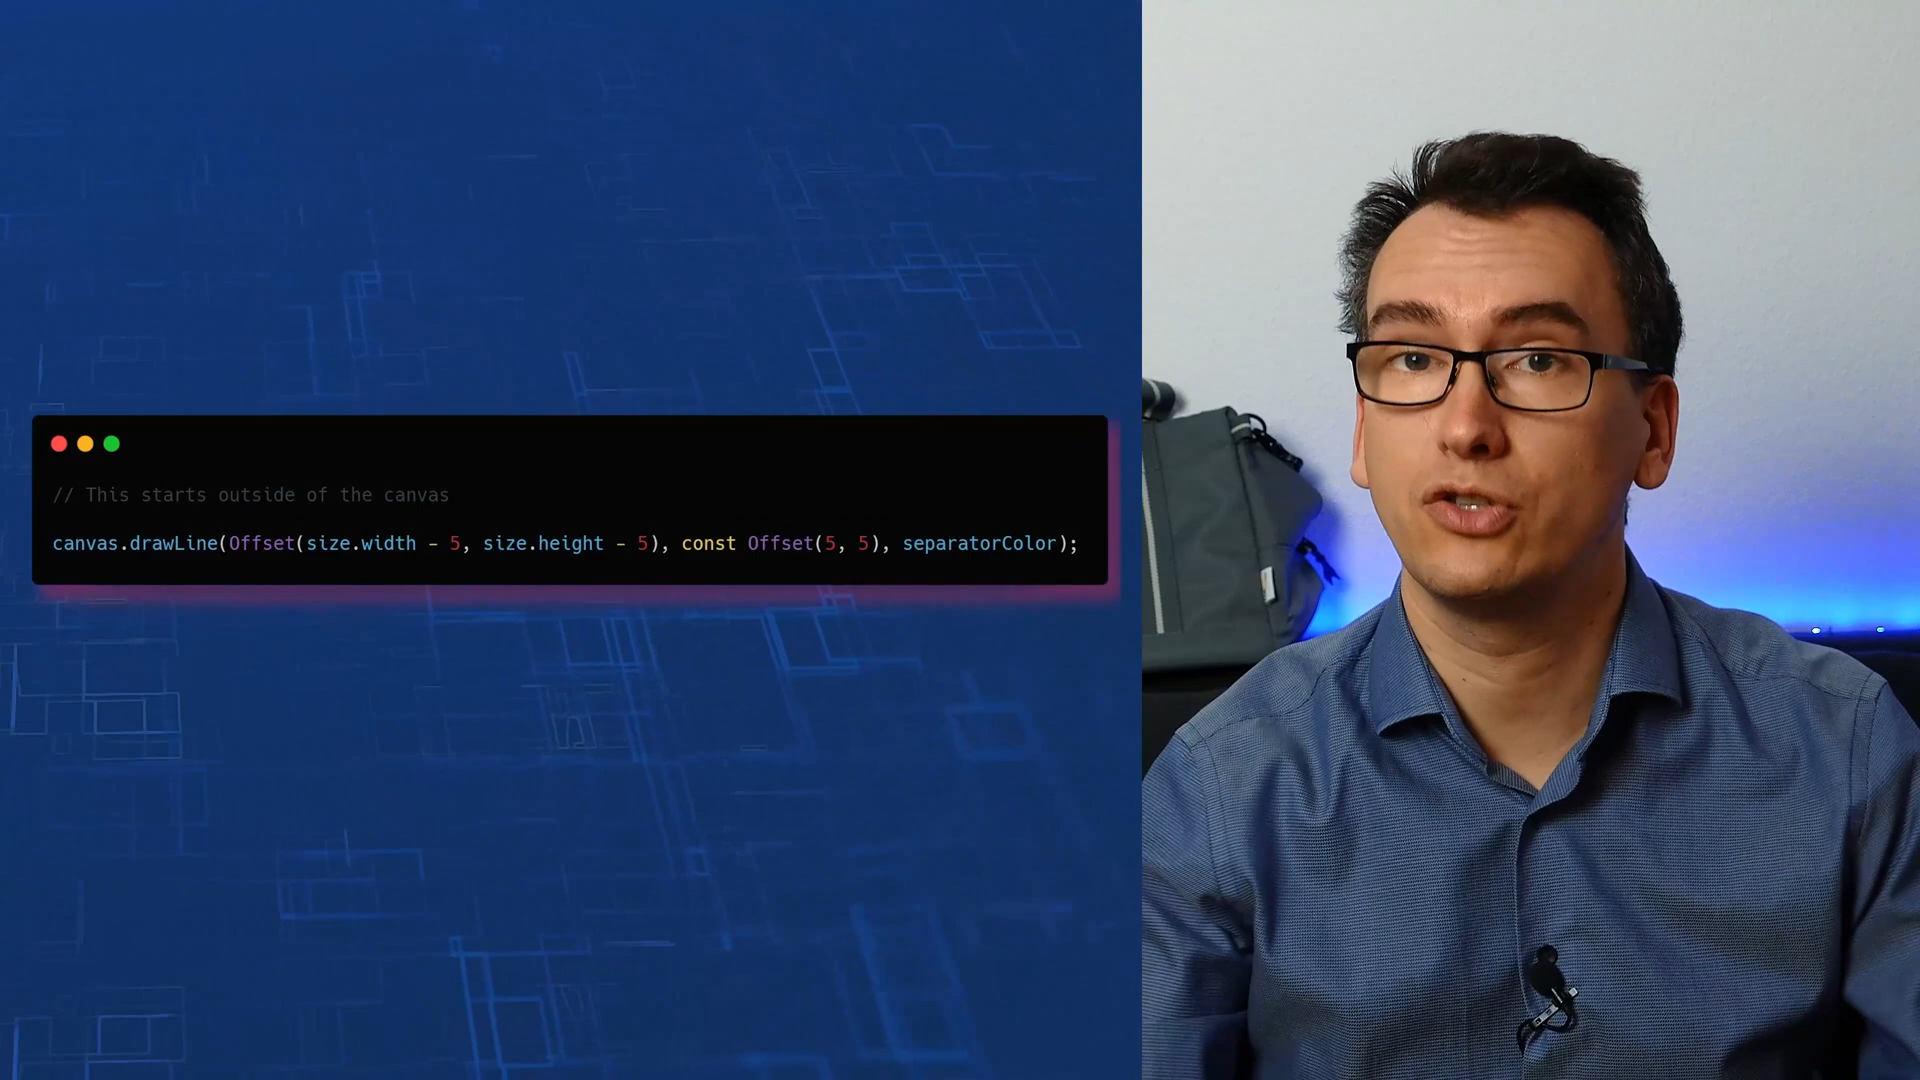 // This starts outside of the canvas
canvas.drawLine(Offset(size.width - 5, size.height - 5), const Offset(5, 5), separatorColor);